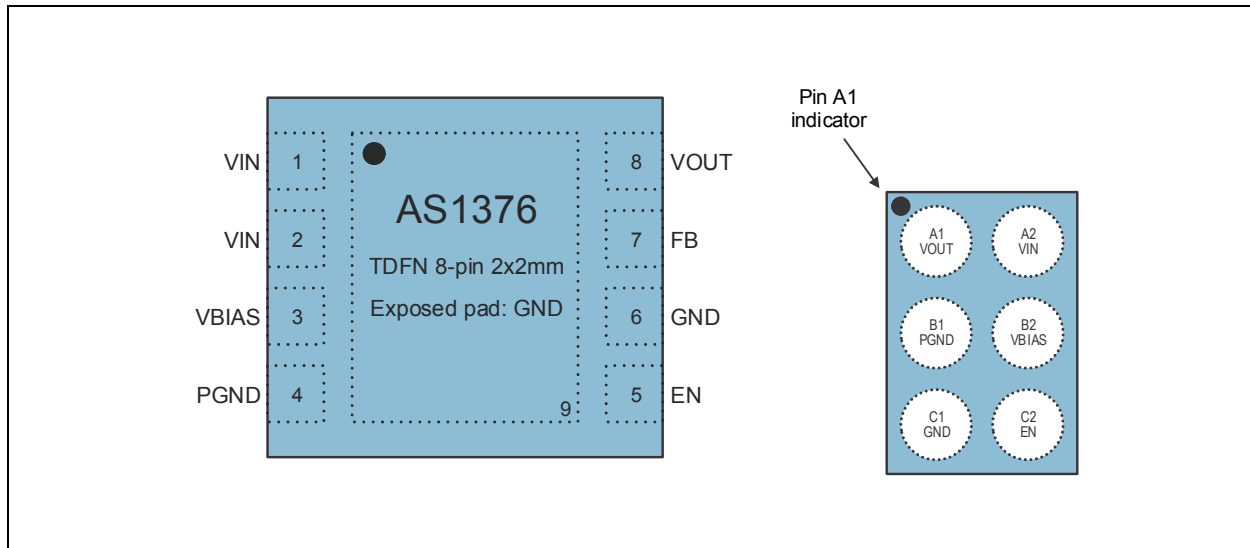 VIN
1
VIN
2
VBIAS
3
PGND
4
AS1376
TDFN 8-pin 2x2mm
Exposed pad: GND
9
8
VOUT
7
FB
6
GND
5
EN
Pin A1
indicator
A1
VOUT
A2
VIN
B1
PGND
B2
VBIAS
C1
GND
C2
EN